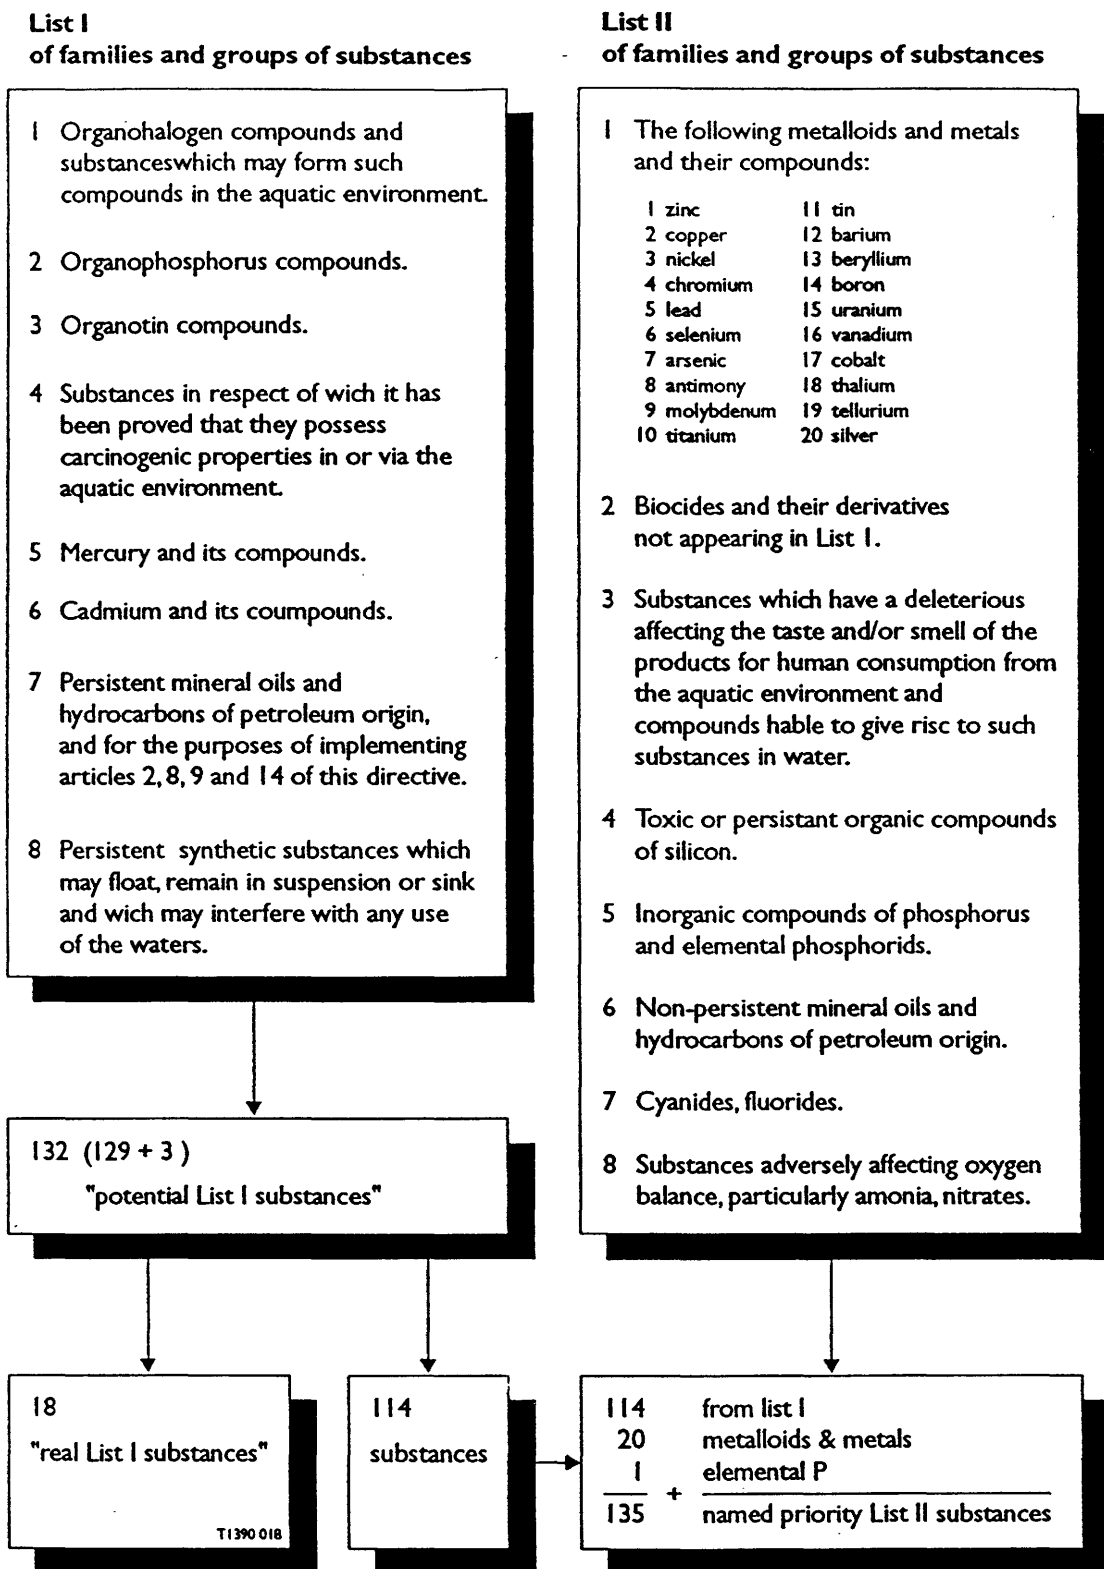 List I
of families and groups of substances
1 Organohalogen compounds and
substanceswhich may form such
compounds in the aquatic environment.
2 Organophosphorus compounds.
3 Organotin compounds.
4 Substances in respect of wich it has
been proved that they possess
carcinogenic properties in or via the
aquatic environment.
5 Mercury and its compounds.
6 Cadmium and its coumpounds.
7 Persistent mineral oils and
hydrocarbons of petroleum origin,
and for the purposes of implementing
articles 2, 8, 9 and 14 of this directive.
8 Persistent synthetic substances which
may float, remain in suspension or sink
and wich may interfere with any use
of the waters.
132 (129 + 3 )
"potential List I substances"
18
"real List I substances"
T1390 018
114
substances
List II
of families and groups of substances
1 The following metalloids and metals
and their compounds:
1 zinc
2 copper
3 nickel
4 chromium
5 lead
6 selenium
7 arsenic
8 antimony
9 molybdenum
10 titanium
11 tin
12 barium
13 beryllium
14 boron
15 uranium
16 vanadium
17 cobalt
18 thalium
19 tellurium
20 silver
2 Biocides and their derivatives
not appearing in List I.
3 Substances which have a deleterious
affecting the taste and/or smell of the
products for human consumption from
the aquatic environment and
compounds hable to give risc to such
substances in water.
4 Toxic or persistant organic compounds
of silicon.
5 Inorganic compounds of phosphorus
and elemental phosphorids.
6 Non-persistent mineral oils and
hydrocarbons of petroleum origin.
7 Cyanides, fluorides.
8 Substances adversely affecting oxygen
balance, particularly amonia, nitrates.
114 from list I
20 metalloids & metals
1 elemental P
+
135 named priority List II substances